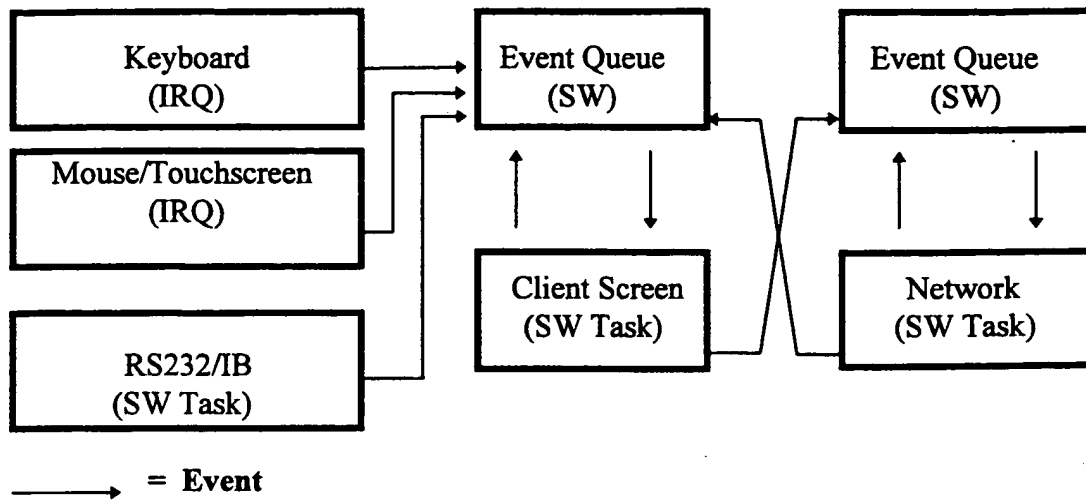 Keyboard
(IRQ)
Mouse/Touchscreen
(IRQ)
RS232/IB
(SW Task)
Event Queue
(SW)
Client Screen
(SW Task)
Event Queue
(SW)
Network
(SW Task)
= Event